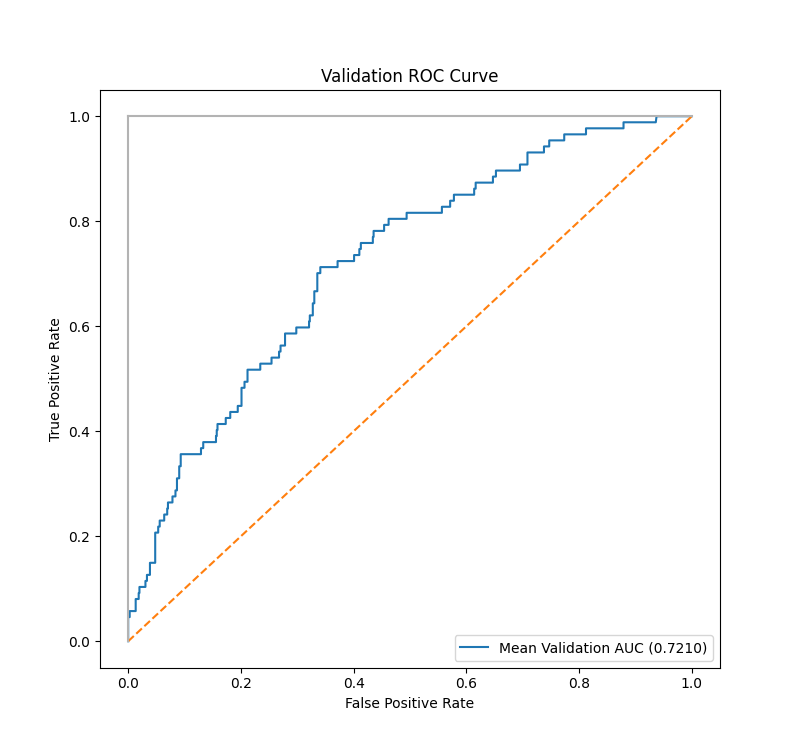 Validation ROC Curve
True Positive Rate
1.0
0.8
0.6
0.4
0.2
0.0
Mean Validation AUC (0.7210)
0.0 0.2 0.4 0.6 0.8 1.0
False Positive Rate